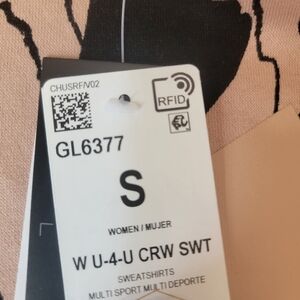 CHUSRF/V02
RFID
GL6377
S
WOMEN / MUJER
W U-4-U CRW SWT
SWEATSHIRTS
MULTI SPORT MULTI DEPORTE